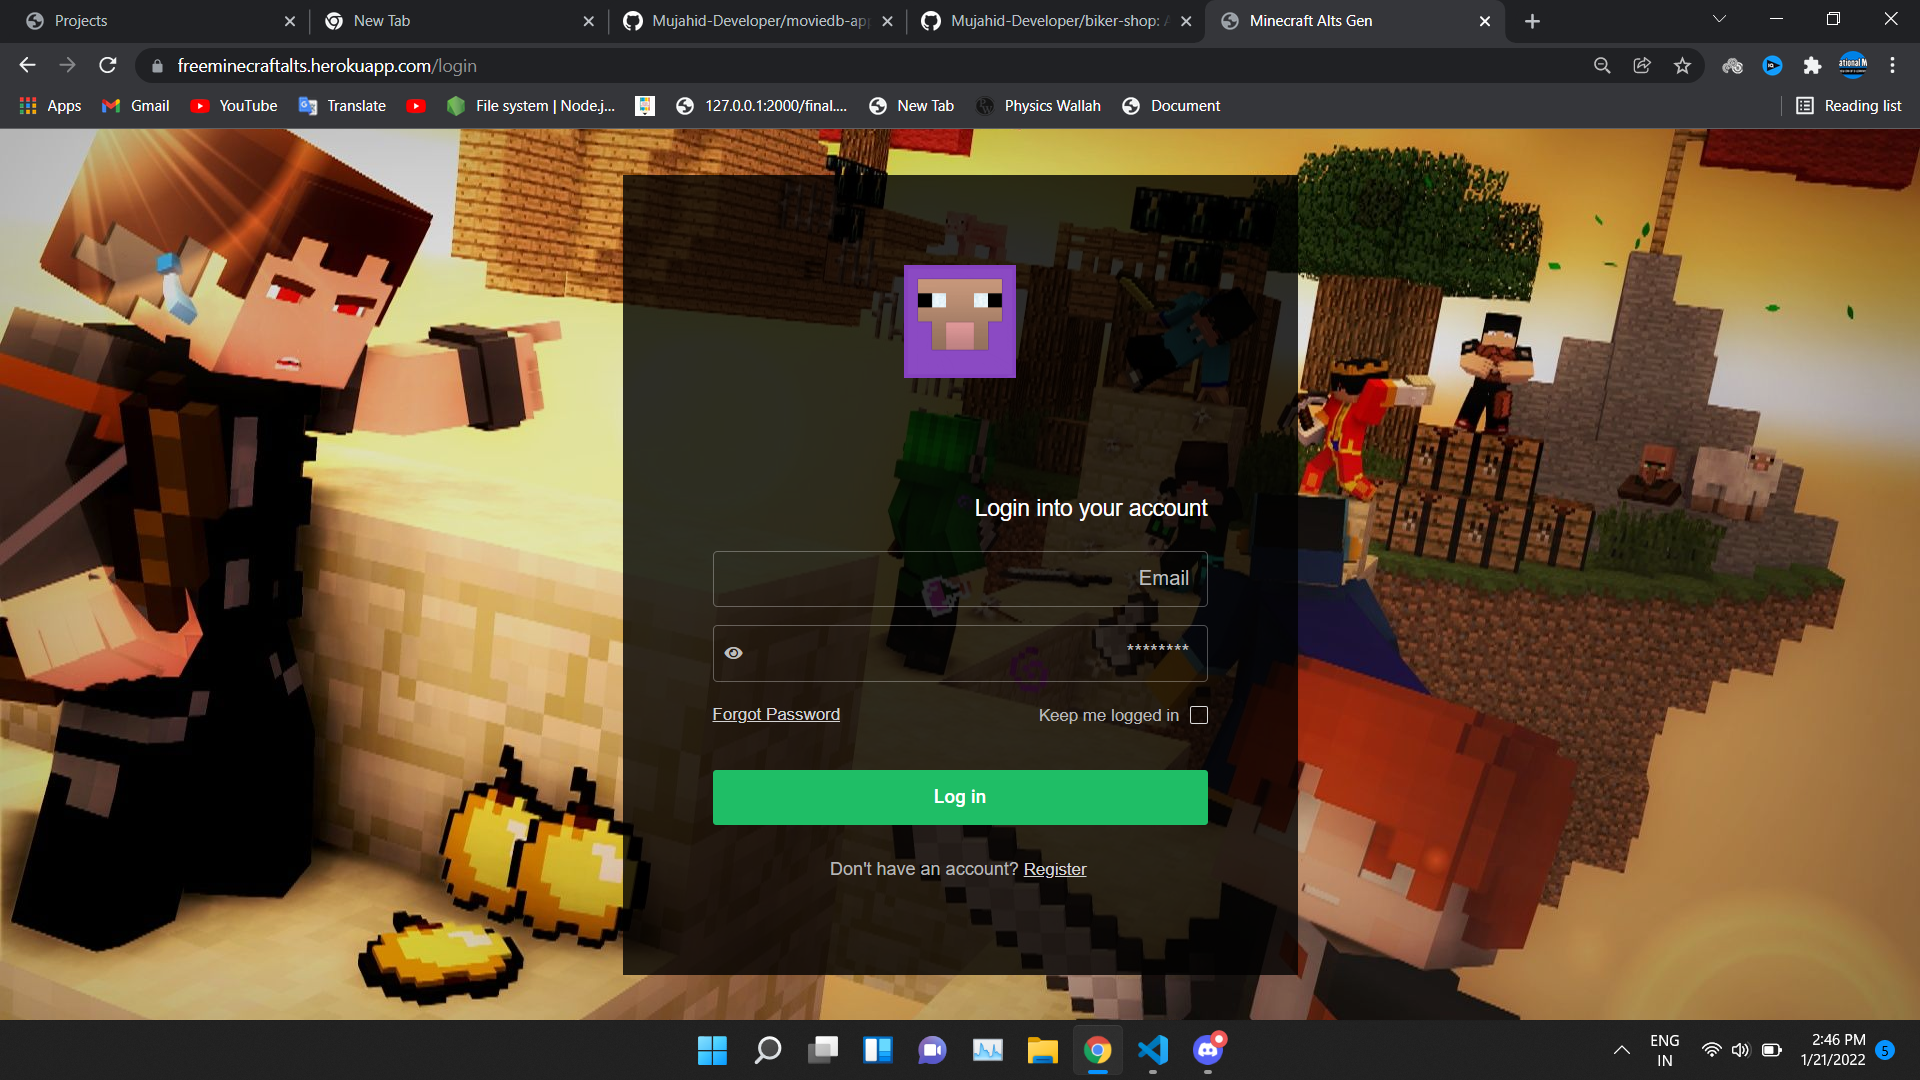 Projects
New Tab
Mujahid-Developer/moviedb-app
Mujahid-Developer/biker-shop: A
Minecraft Alts Gen
freeminecraftalts.herokuapp.com/login
Apps
Gmail
YouTube
Translate
File system | Node.j...
127.0.0.1:2000/final....
New Tab
Physics Wallah
Document
Reading list
Login into your account
Email
********
Forgot Password
Keep me logged in
Log in
Don't have an account? Register
ENG
IN
2:46 PM
1/21/2022
5